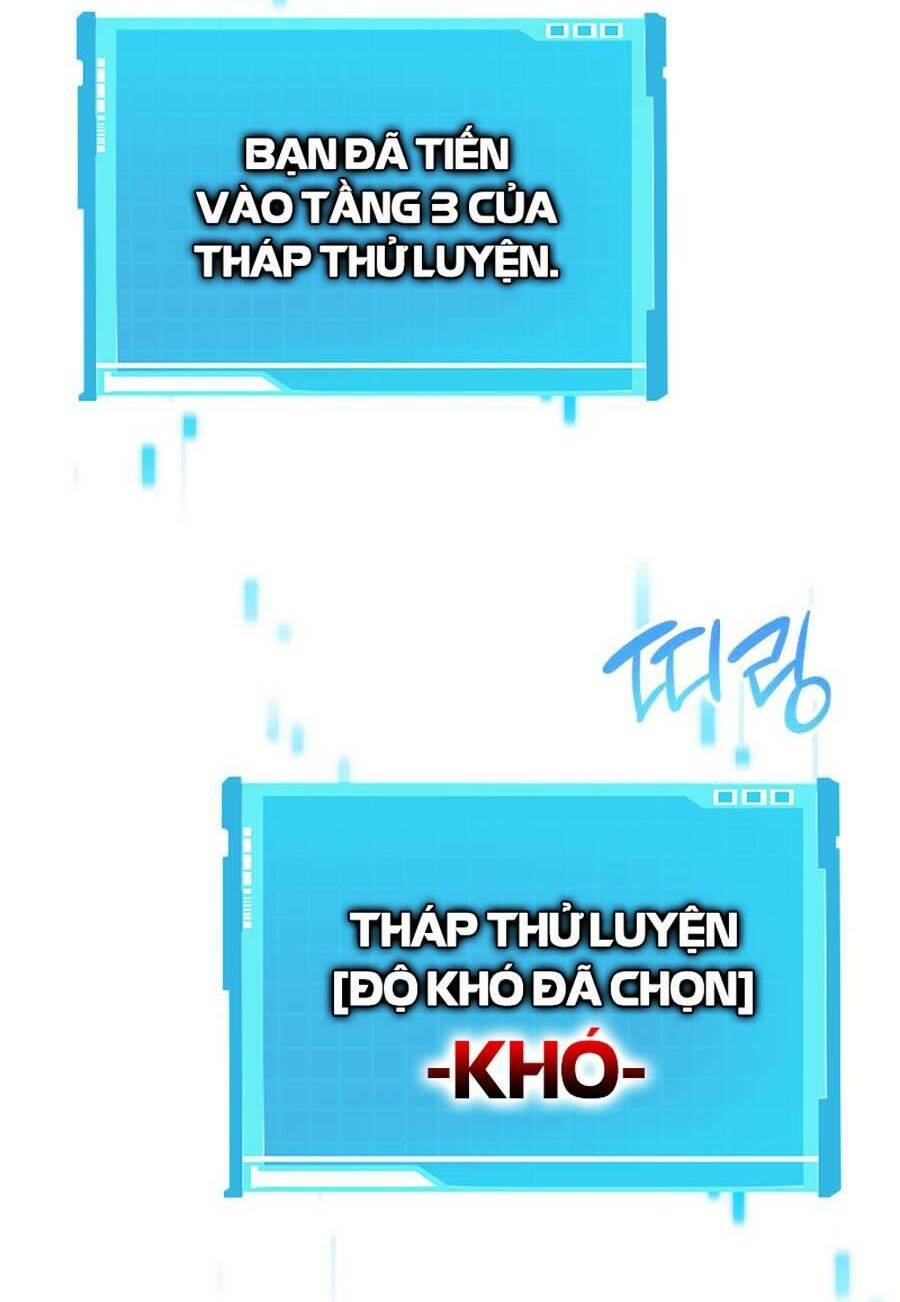 BẠN ĐÃ TIẾN
VÀO TẦNG 3 CỦA
THÁP THỬ LUYỆN.
띠링
THÁP THỬ LUYỆN
[ĐỘ KHÓ ĐÃ CHỌN]
-KHÓ-